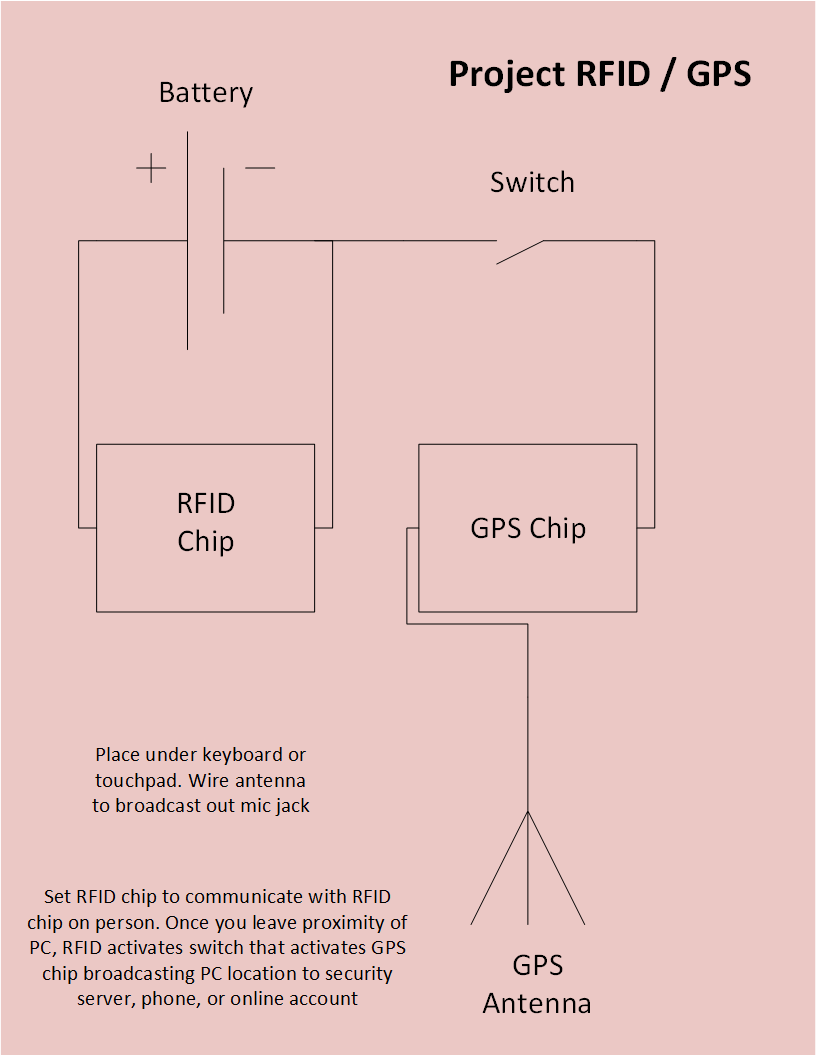 Project RFID / GPS
Battery
+ —
Switch
RFID
Chip
GPS Chip
Place under keyboard or
touchpad. Wire antenna
to broadcast out mic jack
Set RFID chip to communicate with RFID
chip on person. Once you leave proximity of
PC, RFID activates switch that activates GPS
chip broadcasting PC location to security
server, phone, or online account
GPS
Antenna